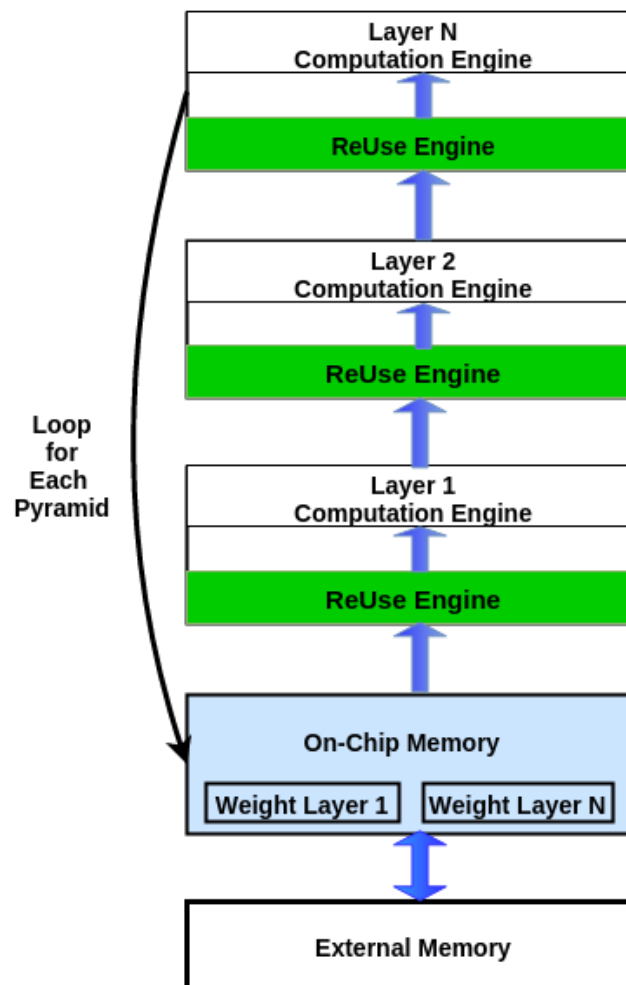 Layer N
Computation Engine
ReUse Engine
Layer 2
Computation Engine
ReUse Engine
Loop
for
Each
Pyramid
Layer 1
Computation Engine
ReUse Engine
On-Chip Memory
Weight Layer 1
Weight Layer N
External Memory